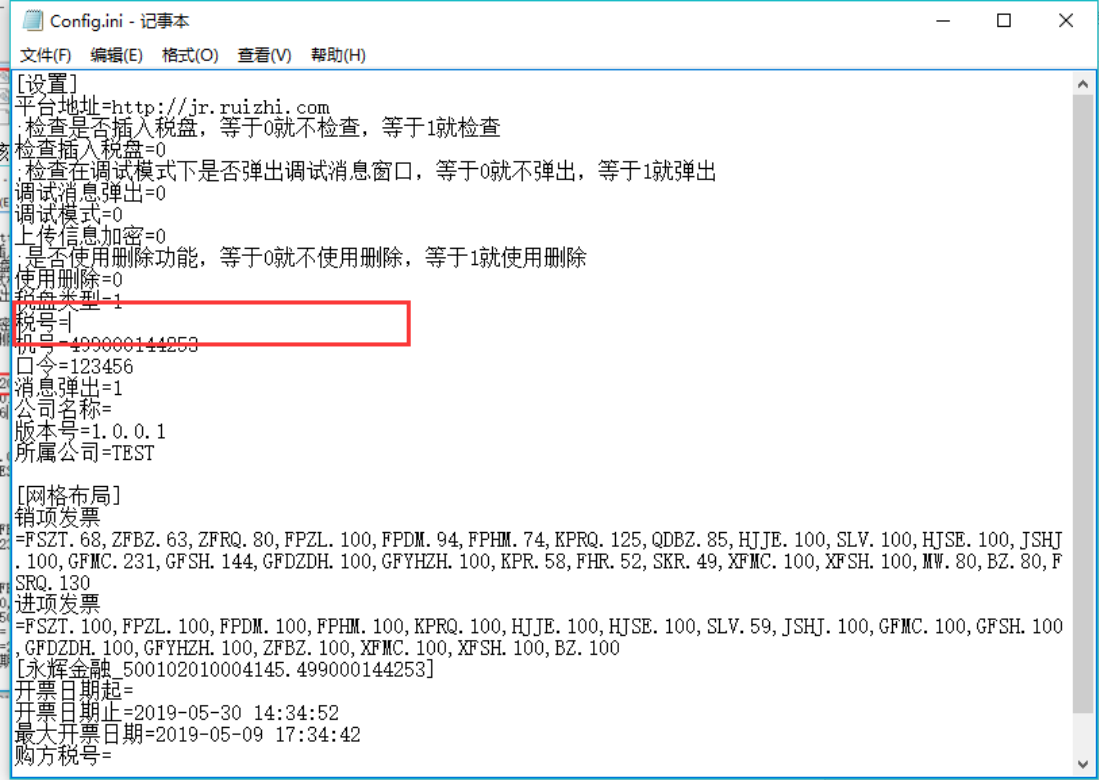 Config.ini - 记事本
文件(F) 编辑(E) 格式(O) 查看(V) 帮助(H)
[设置]
平台地址=http://jr.ruizhi.com
;检查是否插入税盘，等于0就不检查，等于1就检查
检查插入税盘=0
;检查在调试模式下是否弹出调试消息窗口，等于0就不弹出，等于1就弹出
调试消息弹出=0
调试模式=0
上传信息加密=0
;是否使用删除功能，等于0就不使用删除，等于1就使用删除
使用删除=0
税盘类型=1
税号=
机号=499000144253
口令=123456
消息弹出=1
公司名称=
版本号=1.0.0.1
所属公司=TEST
[网格布局]
销项发票
=FSZT.68,ZFBZ.63,ZFRQ.80,FPZL.100,FPDM.94,FPHM.74,KPRQ.125,QDBZ.85,HJJE.100,SLV.100,HJSE.100,JSHJ
.100,GFMC.231,GFSH.144,GFDZDH.100,GFYHZH.100,KPR.58,FHR.52,SKR.49,XFMC.100,XFSH.100,MW.80,BZ.80,F
SRQ.130
进项发票
=FSZT.100,FPZL.100,FPDM.100,FPHM.100,KPRQ.100,HJJE.100,HJSE.100,SLV.59,JSHJ.100,GFMC.100,GFSH.100
,GFDZDH.100,GFYHZH.100,ZFBZ.100,XFMC.100,XFSH.100,BZ.100
[永辉金融_500102010004145.499000144253]
开票日期起=
开票日期止=2019-05-30 14:34:52
最大开票日期=2019-05-09 17:34:42
购方税号=